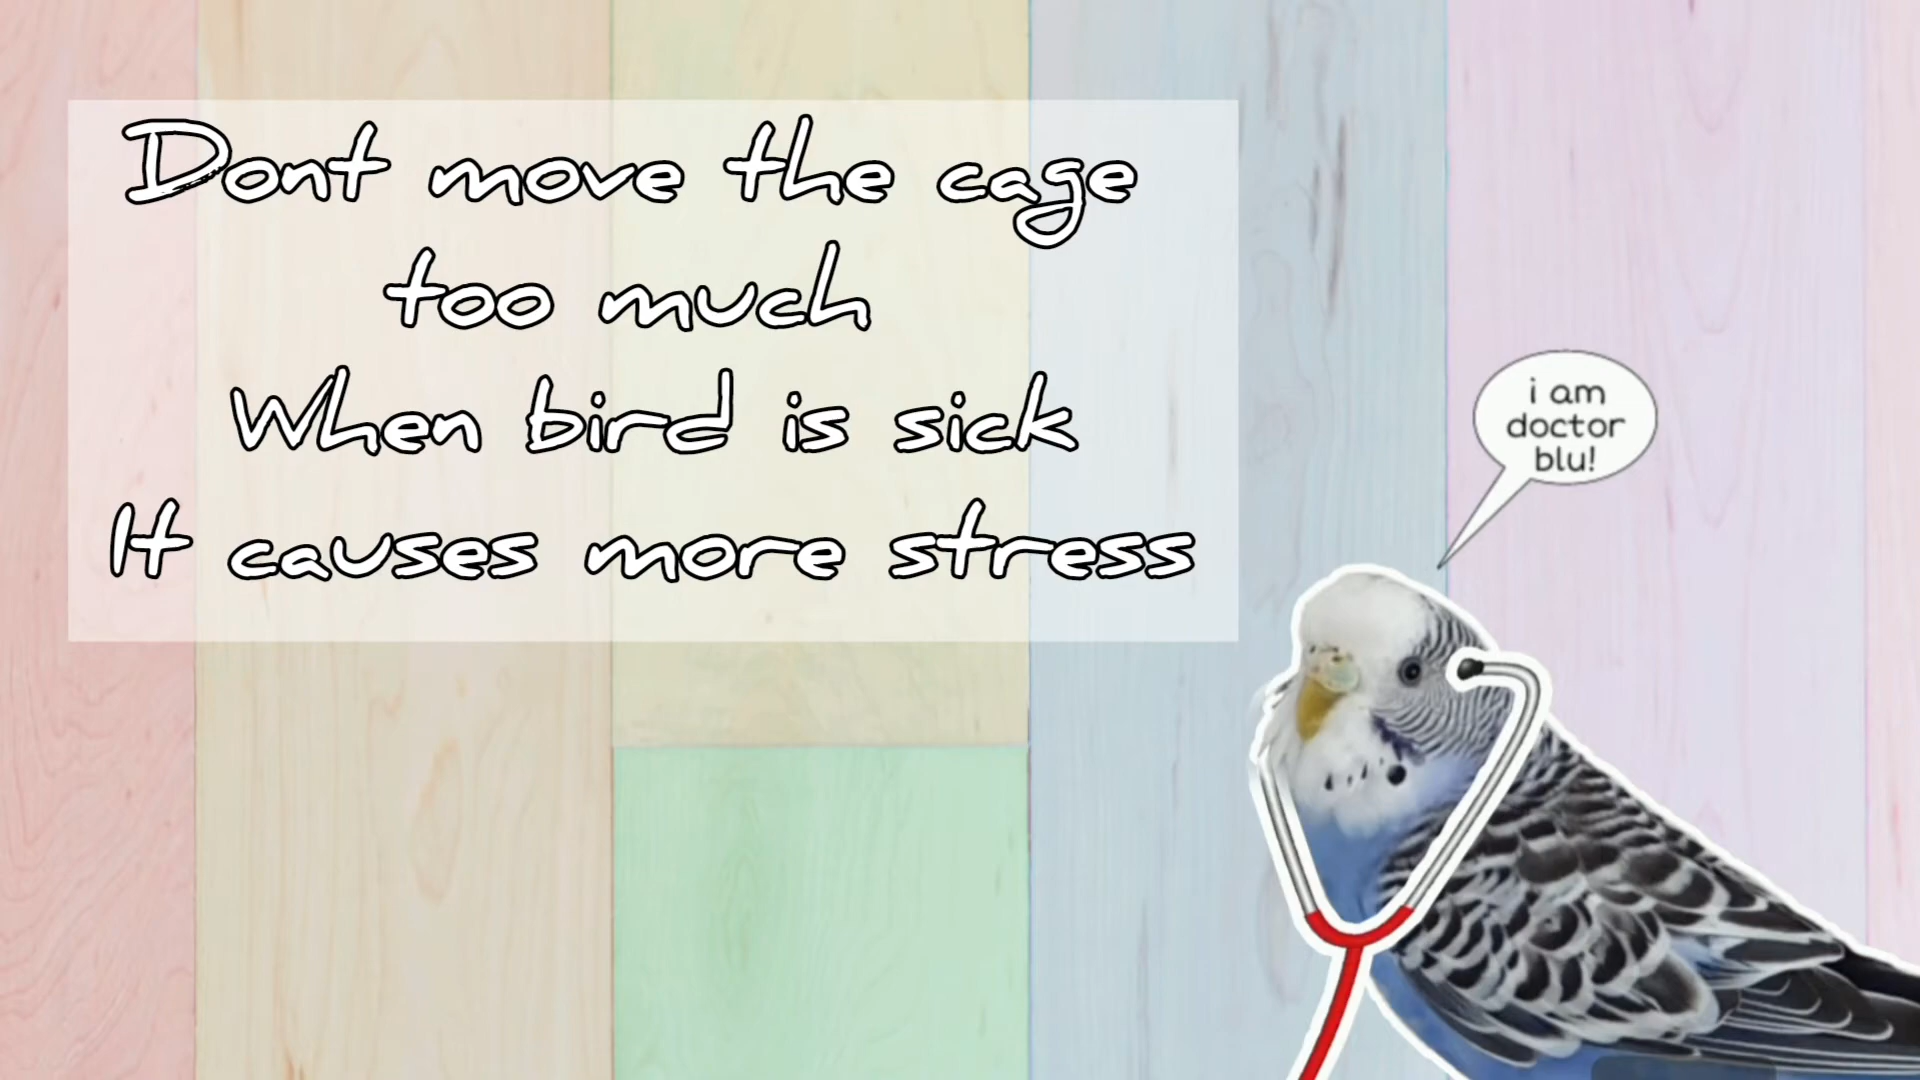 Dont move the cage
too much
When bird is sick
It causes more stress
i am
doctor
blu!